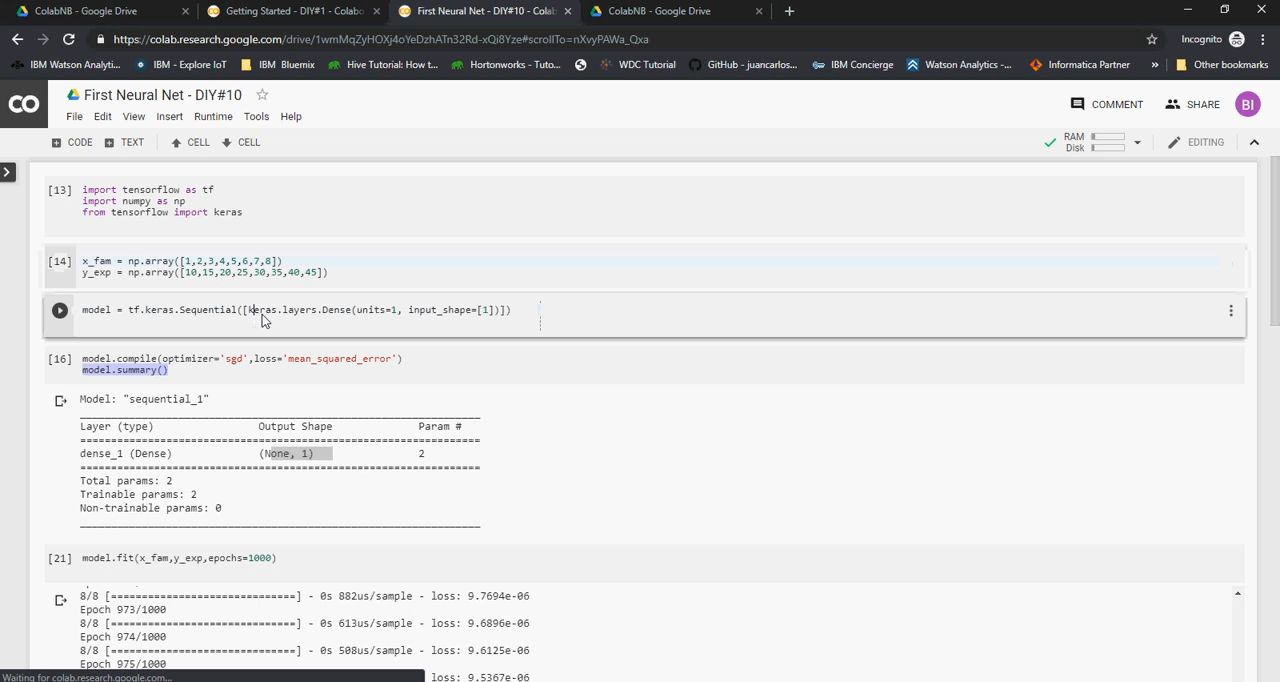 ColabNB - Google Drive
Getting Started - DIY#1 - Colabo
First Neural Net - DIY#10 - Colab
ColabNB - Google Drive
https://colab.research.google.com/drive/1wmMqZyHOXj4oYeDzhATn32Rd-xQi8Yze#scrollTo=nXvyPAWa_Qxa
Incognito
IBM Watson Analyti...
IBM - Explore IoT
IBM Bluemix
Hive Tutorial: How t...
Hortonworks - Tuto...
WDC Tutorial
GitHub - juancarlos...
IBM Concierge
Watson Analytics -...
Informatica Partner
»
Other bookmarks
CO
First Neural Net - DIY#10
File Edit View Insert Runtime Tools Help
COMMENT
SHARE
BI
CODE
TEXT
CELL
CELL
RAM
Disk
EDITING
[13] import tensorflow as tf
import numpy as np
from tensorflow import keras
[14] x_fam = np.array([1,2,3,4,5,6,7,8])
y_exp = np.array([10,15,20,25,30,35,40,45])
model = tf.keras.Sequential([keras.layers.Dense(units=1, input_shape=[1])])
[16] model.compile(optimizer='sgd',loss='mean_squared_error')
model.summary()
Model: "sequential_1"
Layer (type) Output Shape Param #
dense_1 (Dense) (None, 1) 2
Total params: 2
Trainable params: 2
Non-trainable params: 0
[21] model.fit(x_fam,y_exp,epochs=1000)
8/8 [==============================] - 0s 882us/sample - loss: 9.7694e-06
Epoch 973/1000
8/8 [==============================] - 0s 613us/sample - loss: 9.6896e-06
Epoch 974/1000
8/8 [==============================] - 0s 508us/sample - loss: 9.6125e-06
Epoch 975/1000
loss: 9.5367e-06
Waiting for colab.research.google.com...